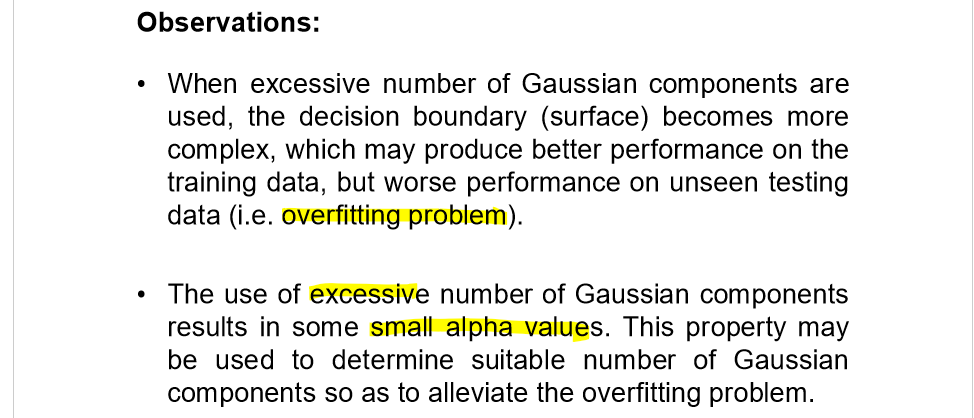 Observations:
• When excessive number of Gaussian components are
used, the decision boundary (surface) becomes more
complex, which may produce better performance on the
training data, but worse performance on unseen testing
data (i.e. overfitting problem).
• The use of excessive number of Gaussian components
results in some small alpha values. This property may
be used to determine suitable number of Gaussian
components so as to alleviate the overfitting problem.